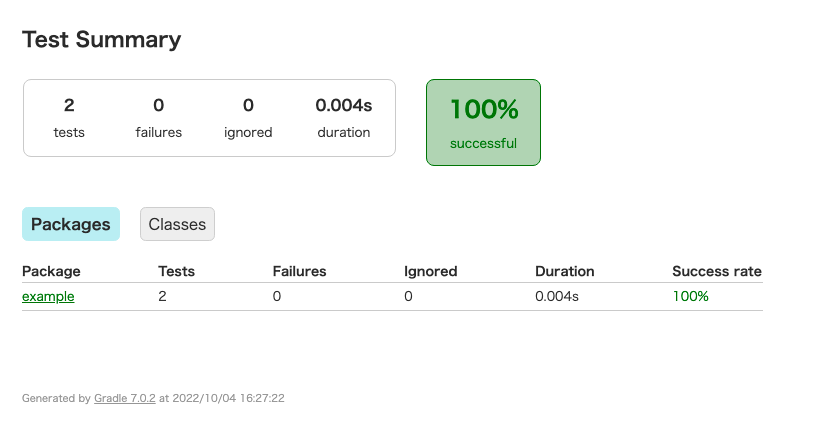 Test Summary
2 0 0 0.004s 100%
tests failures ignored duration successful
Packages Classes
Package Tests Failures Ignored Duration Success rate
example 2 0 0 0.004s 100%
Generated by Gradle 7.0.2 at 2022/10/04 16:27:22